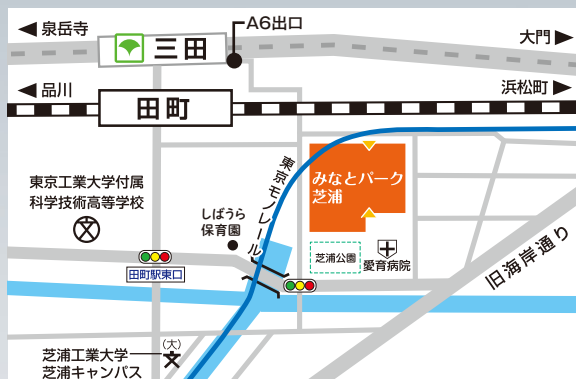 泉岳寺
A6出口
大門
三田
品川
浜松町
田町
東京モノレール
みなとパーク
芝浦
東京工業大学付属
科学技術高等学校
しばうら
保育園
芝浦公園
愛育病院
旧海岸通り
田町駅東口
芝浦工業大学
芝浦キャンパス
(大)
文